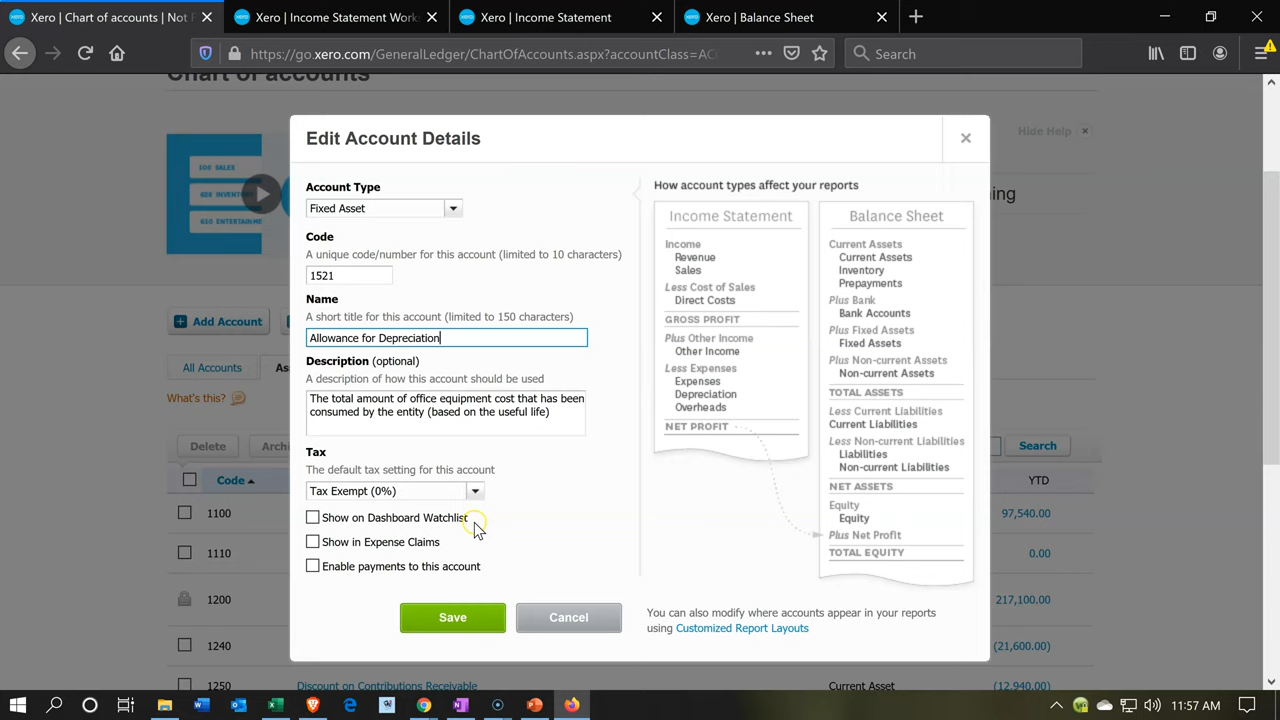 Xero | Chart of accounts | Not P
Xero | Income Statement Works
Xero | Income Statement
Xero | Balance Sheet
https://go.xero.com/GeneralLedger/ChartOfAccounts.aspx?accountClass=AC
Search
Chart of accounts
Hide Help
100 SALES
620 ENTERTAINME
ning
Add Account
All Accounts
As
What's this?
Delete
Archi
Search
Code
YTD
1100
97,540.00
1110
0.00
1200
217,100.00
1240
(21,600.00)
1250
Discount on Contributions Receivable
Current Asset
(12,940.00)
Edit Account Details
Account Type
Fixed Asset
Code
A unique code/number for this account (limited to 10 characters)
1521
Name
A short title for this account (limited to 150 characters)
Allowance for Depreciation
Description (optional)
A description of how this account should be used
The total amount of office equipment cost that has been
consumed by the entity (based on the useful life)
Tax
The default tax setting for this account
Tax Exempt (0%)
Show on Dashboard Watchlist
Show in Expense Claims
Enable payments to this account
Save
Cancel
How account types affect your reports
Income Statement
Income
Revenue
Sales
Less Cost of Sales
Direct Costs
GROSS PROFIT
Plus Other Income
Other Income
Less Expenses
Expenses
Depreciation
Overheads
NET PROFIT
Balance Sheet
Current Assets
Current Assets
Inventory
Prepayments
Plus Bank
Bank Accounts
Plus Fixed Assets
Fixed Assets
Plus Non-current Assets
Non-current Assets
TOTAL ASSETS
Less Current Liabilities
Current Liabilities
Less Non-current Liabilities
Liabilities
Non-current Liabilities
NET ASSETS
Equity
Equity
Plus Net Profit
TOTAL EQUITY
You can also modify where accounts appear in your reports
using Customized Report Layouts
11:57 AM